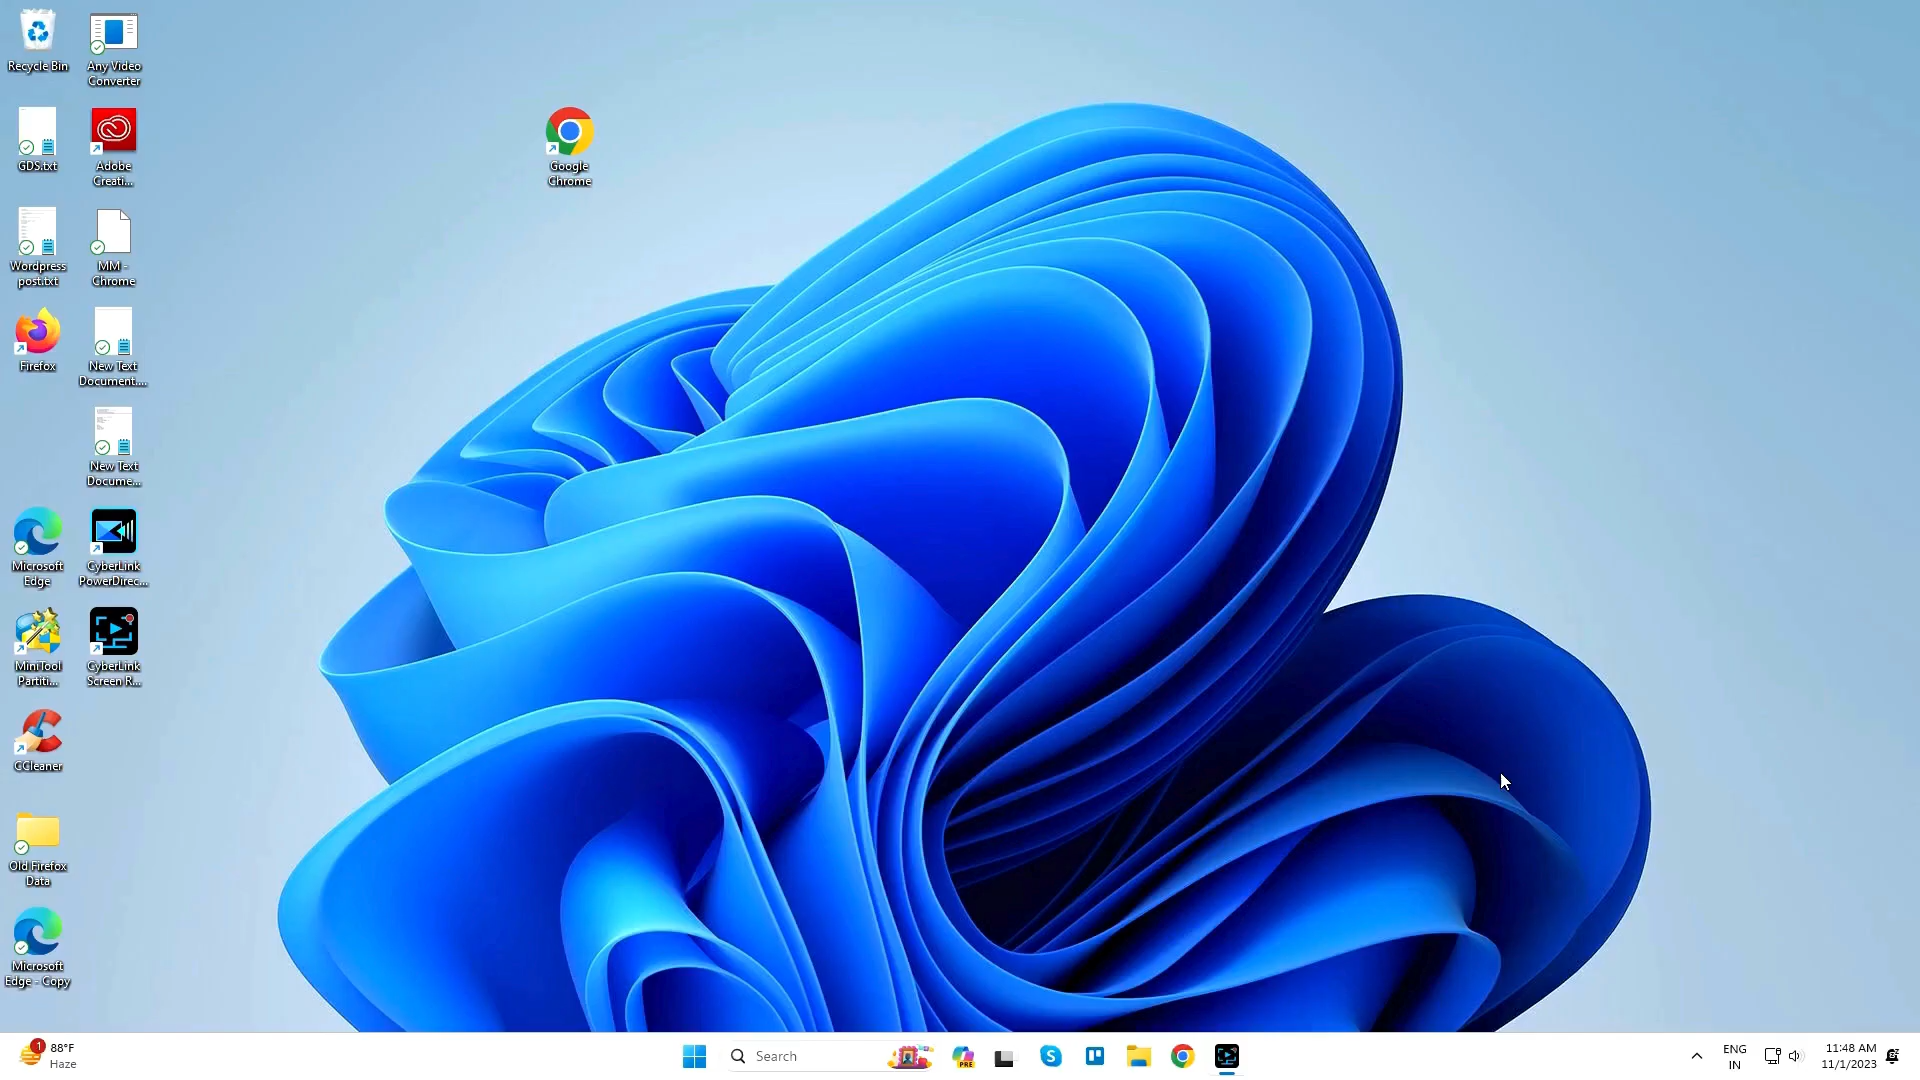 Recycle Bin
Any Video
Converter
GDS.txt
Adobe
Creati...
Google
Chrome
Wordpress
post.txt
MM -
Chrome
Firefox
New Text
Document....
New Text
Docume...
Microsoft
Edge
CyberLink
PowerDirec...
MiniTool
Partiti...
CyberLink
Screen R...
CCleaner
Old Firefox
Data
Microsoft
Edge - Copy
1
88°F
Haze
Search
PRE
ENG
IN
11:48 AM
11/1/2023